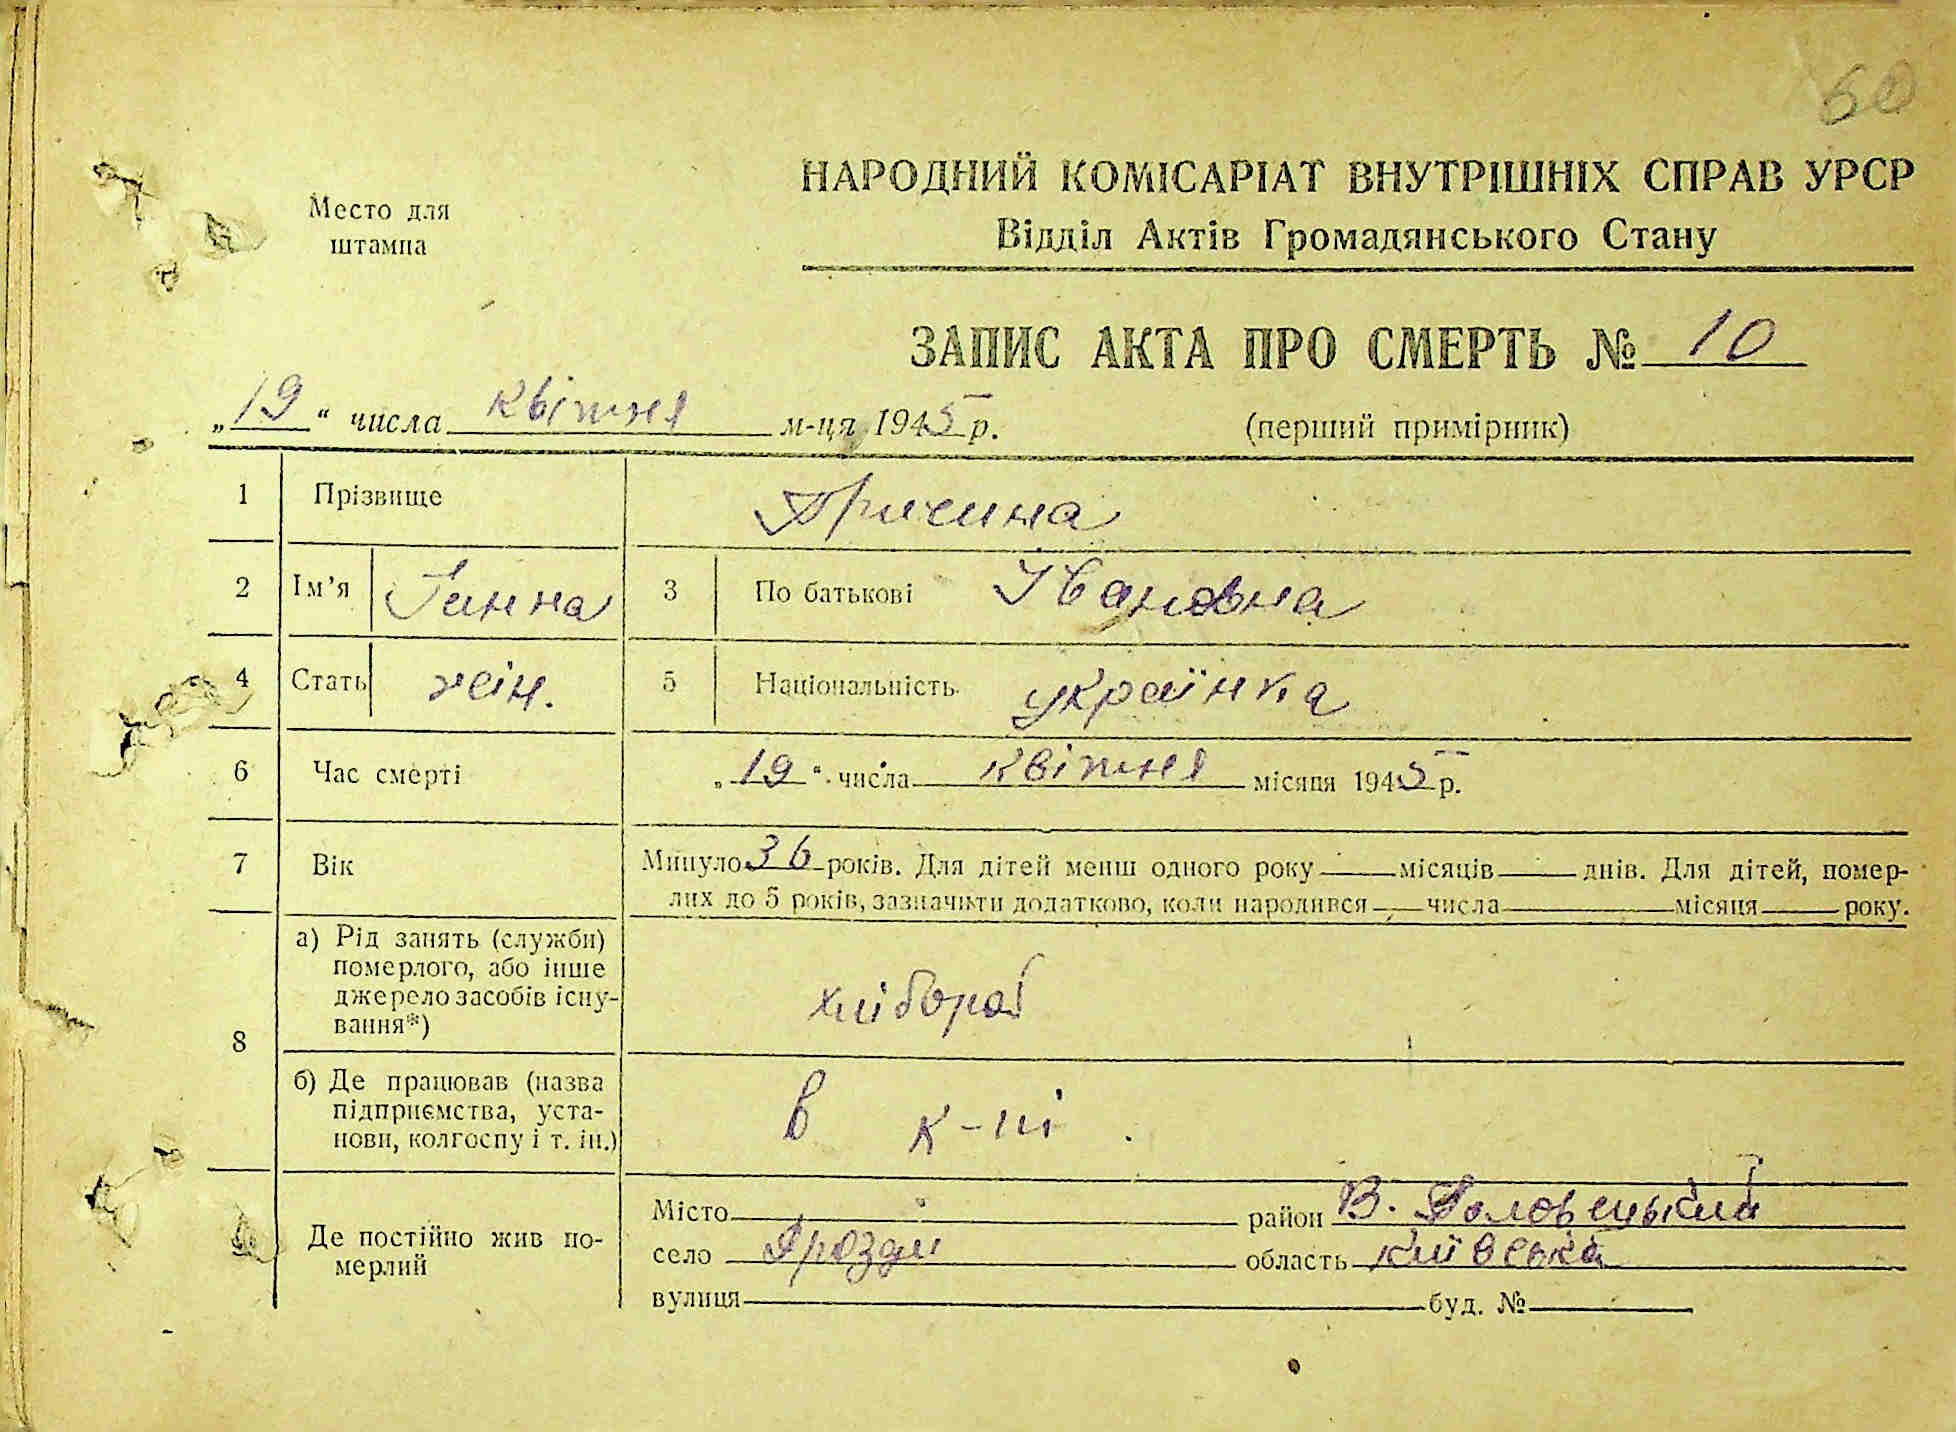 60
Место для
штампа
НАРОДНИЙ КОМІСАРІАТ ВНУТРІШНІХ СПРАВ УРСР
Відділ Актів Громадянського Стану
ЗАПИС АКТА ПРО СМЕРТЬ № 10
„19“ числа квітня м-ця 1945 р. (перший примірник)
1 Прізвище
2 Ім’я Ганна 3 По батькові Івановна
4 Стать жін. 5 Національність українка
6 Час смерті „19“ числа квітня місяця 1945 р.
7 Вік Минуло 36 років. Для дітей менш одного року місяців днів. Для дітей, помер-
лих до 5 років, зазначити додатково, коли народився числа місяця року.
8 а) Рід занять (служби)
померлого, або інше
джерело засобів існу-
вання*)
хлібороб
б) Де працював (назва
підприємства, уста-
нови, колгоспу і т. ін.)
в к-пі
Де постійно жив по-
мерлий
Місто район В. Половецький
село Дрозди область київська
вулиця буд. №